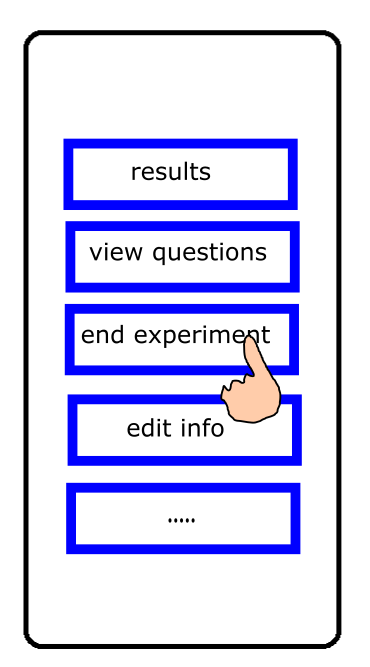 results
view questions
end experiment
edit info
.....